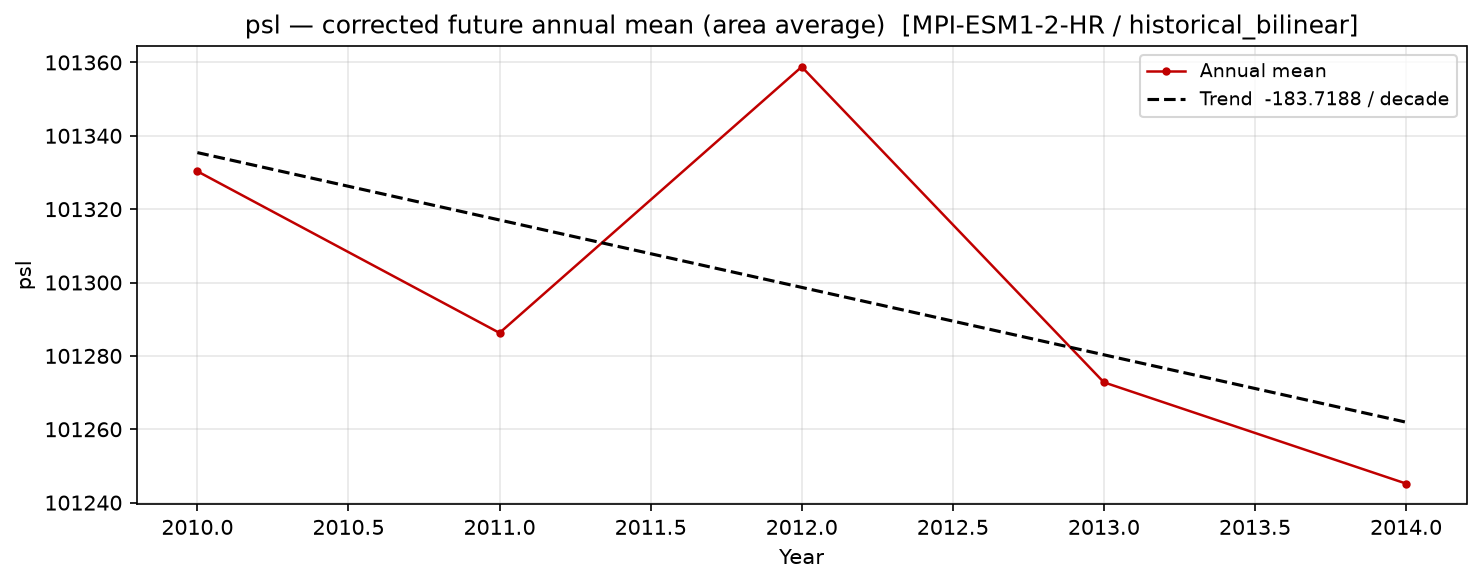 psl — corrected future annual mean (area average)  [MPI-ESM1-2-HR / historical_bilinear]
Annual mean
Trend  -183.7188 / decade
101360
101340
101320
101300
101280
101260
101240
psl
2010.0 2010.5 2011.0 2011.5 2012.0 2012.5 2013.0 2013.5 2014.0
Year